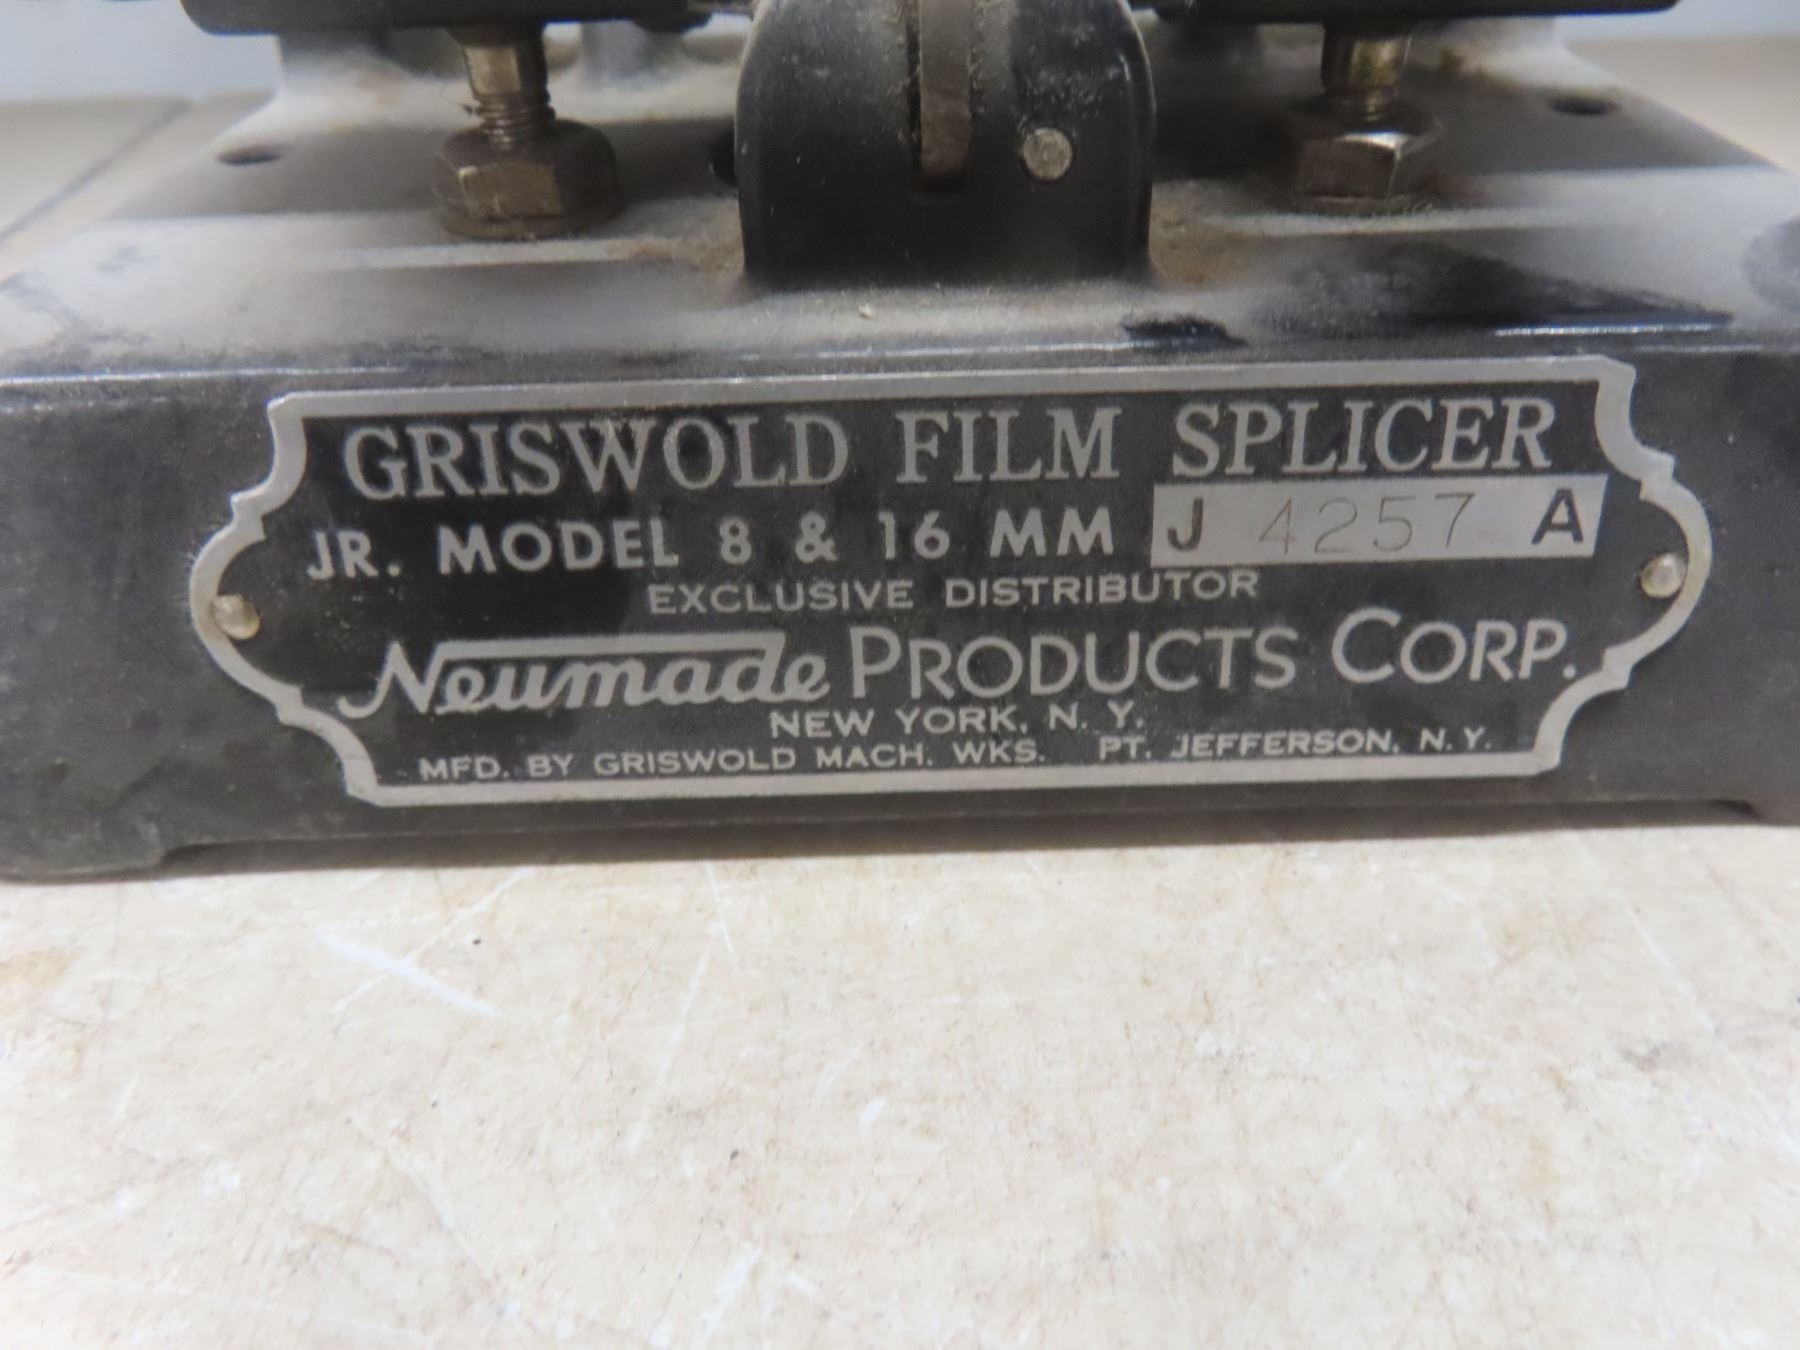 GRISWOLD FILM SPLICER
JR. MODEL 8 & 16 MM J 4257 A
EXCLUSIVE DISTRIBUTOR
Neumade PRODUCTS CORP.
NEW YORK, N. Y.
MFD. BY GRISWOLD MACH. WKS. PT. JEFFERSON, N. Y.